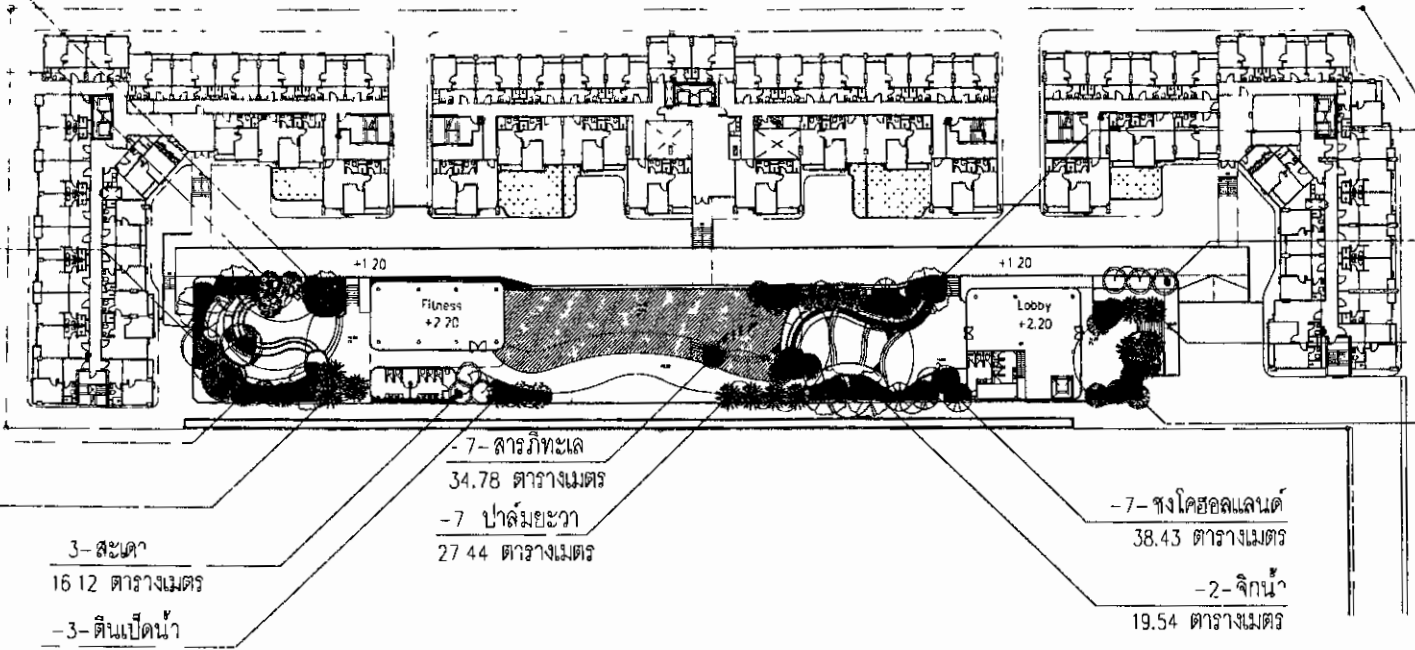 +1 20
+1 20
Fitness
+2 20
Lobby
+2.20
-7-สารภีทะเล
34.78 ตารางเมตร
-7 ปาล์มยะวา
27 44 ตารางเมตร
3-สะเดา
16 12 ตารางเมตร
-3-ตีนเป็ดน้ำ
-7-ชงโคฮอลแลนด์
38.43 ตารางเมตร
-2-จิกน้ำ
19.54 ตารางเมตร